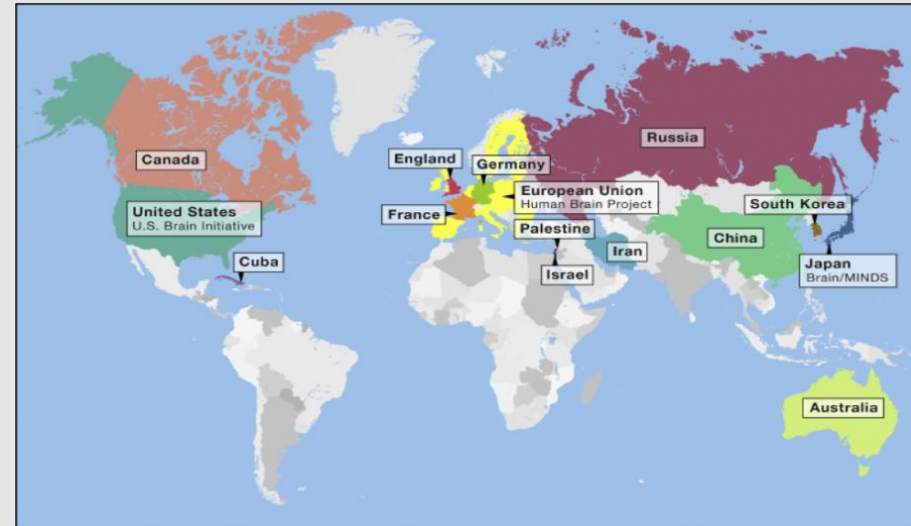 Russia
Canada
England
Germany
European Union
Human Brain Project
United States
U.S. Brain Initiative
France
South Korea
Palestine
Iran
China
Cuba
Israel
Japan
Brain/MINDS
Australia